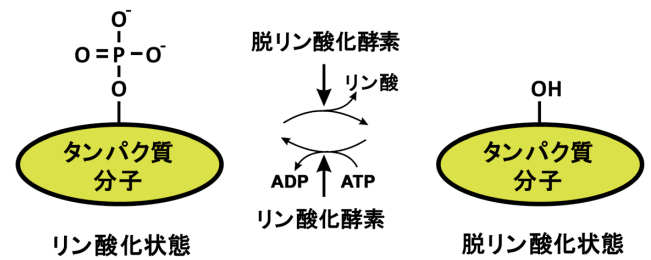 O⁻
O=P–O⁻
O
タンパク質
分子
リン酸化状態
脱リン酸化酵素
リン酸
ADP ATP
リン酸化酵素
OH
タンパク質
分子
脱リン酸化状態